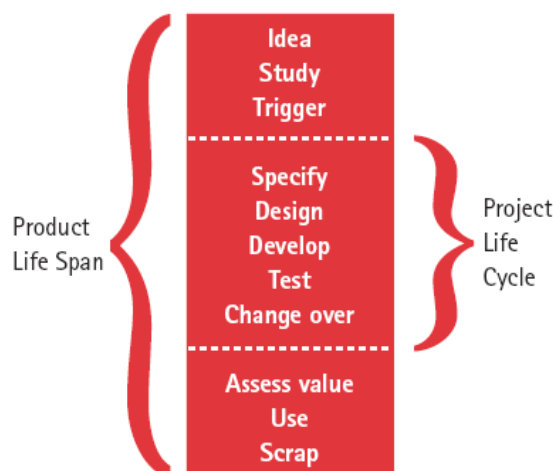 Idea
Study
Trigger
Product
Life Span
Specify
Design
Develop
Test
Change over
Project
Life
Cycle
Assess value
Use
Scrap